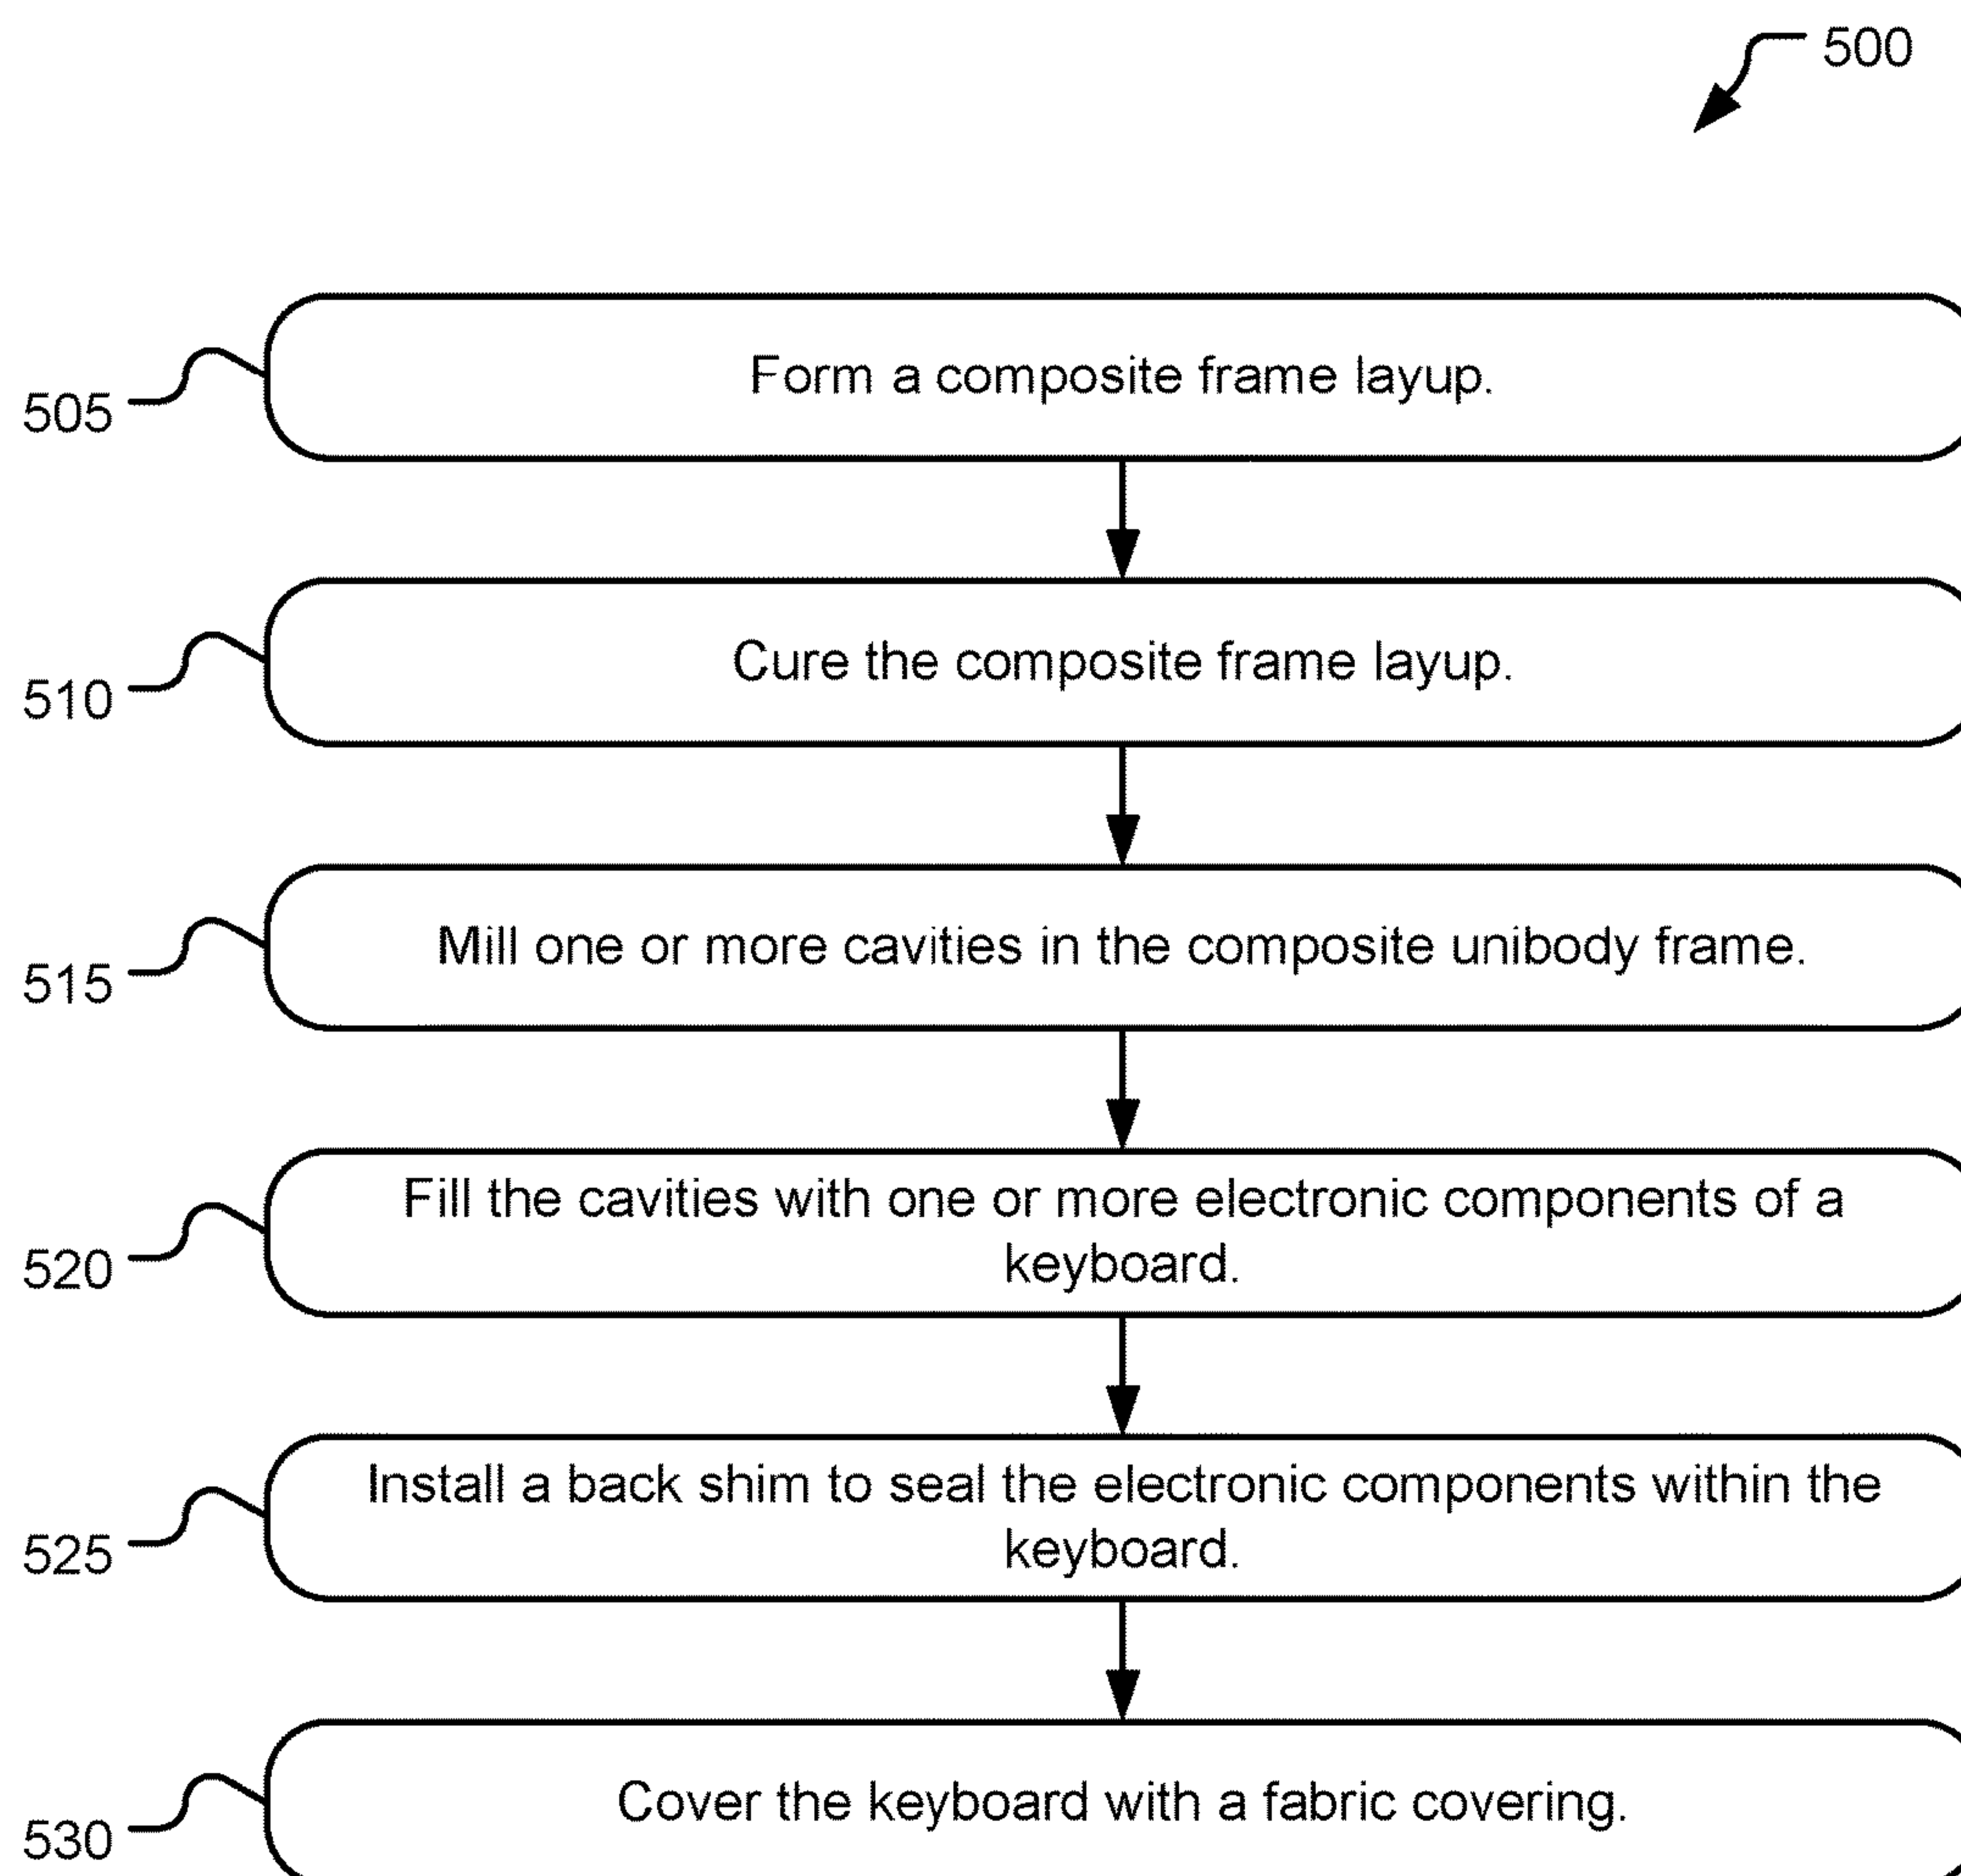 500
Form a composite frame layup.
505
Cure the composite frame layup.
510
Mill one or more cavities in the composite unibody frame.
515
Fill the cavities with one or more electronic components of a
keyboard.
520
Install a back shim to seal the electronic components within the
keyboard.
525
Cover the keyboard with a fabric covering.
530